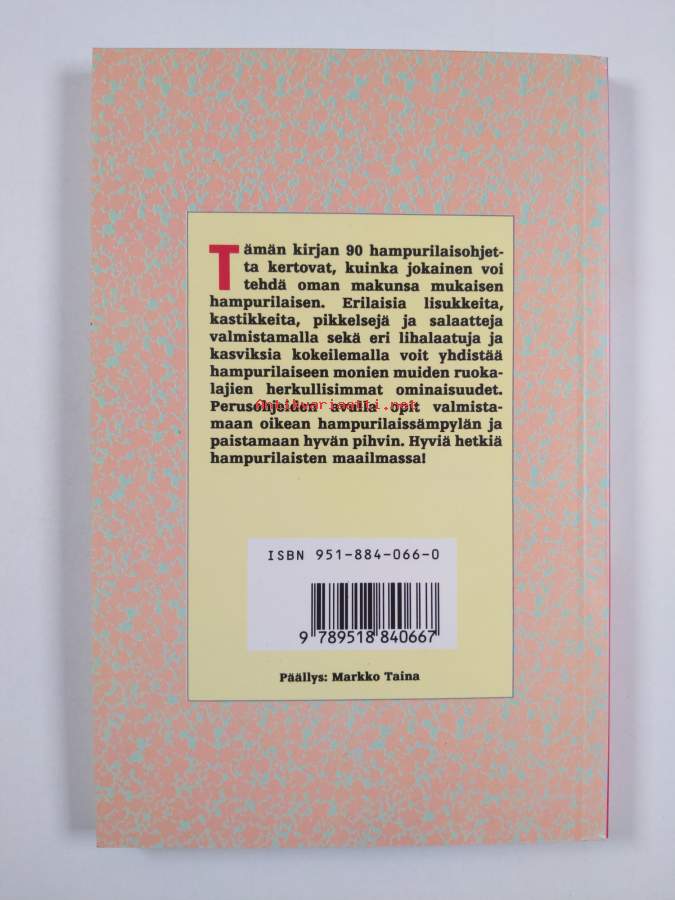 Tämän kirjan 90 hampurilaisohjet-
ta kertovat, kuinka jokainen voi
tehdä oman makunsa mukaisen
hampurilaisen. Erilaisia lisukkeita,
kastikkeita, pikkelsejä ja salaatteja
valmistamalla sekä eri lihalaatuja ja
kasviksia kokeilemalla voit yhdistää
hampurilaiseen monien muiden ruoka-
lajien herkullisimmat ominaisuudet.
Antikvariaatti.net
Perusohjeiden avulla opit valmista-
maan oikean hampurilaissämpylän ja
paistamaan hyvän pihvin. Hyviä hetkiä
hampurilaisten maailmassa!
ISBN 951-884-066-0
9 789518 840667
Päällys: Markko Taina